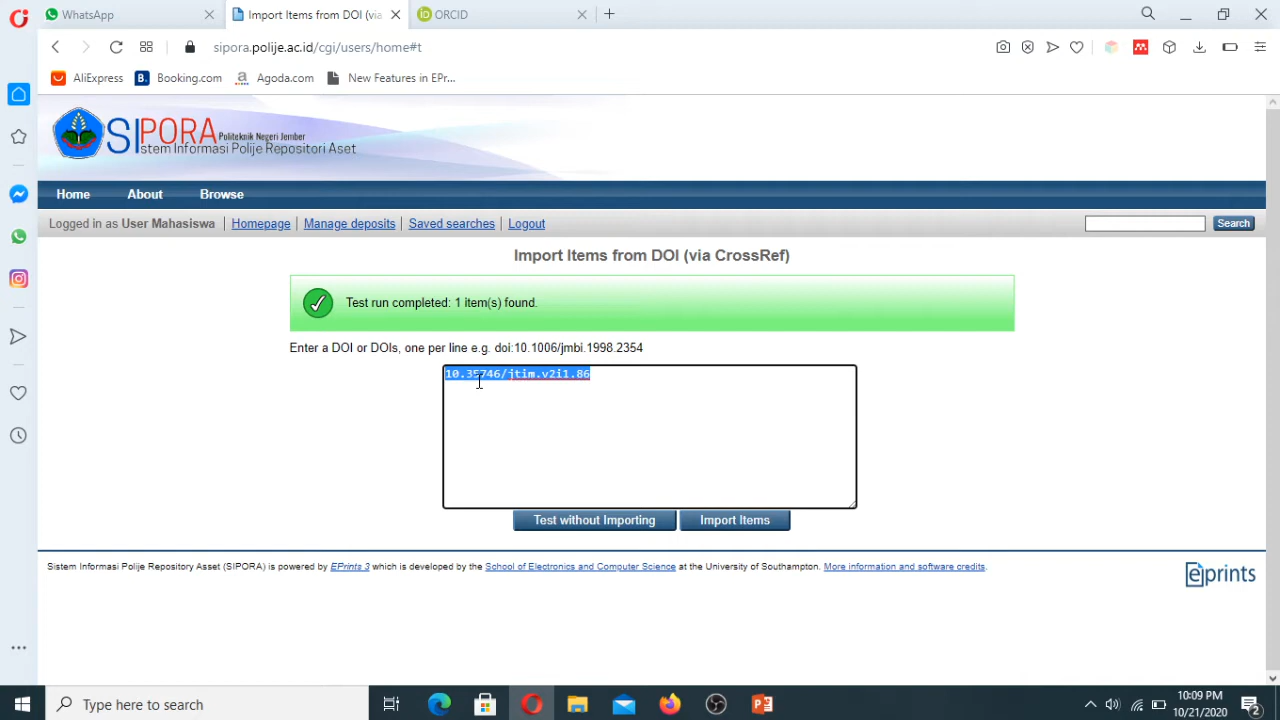 WhatsApp
Import Items from DOI (via
ORCID
sipora.polije.ac.id/cgi/users/home#t
AliExpress
B.
Booking.com
a
Agoda.com
New Features in EPr...
SIPORA Politeknik Negeri Jember
Sistem Informasi Polije Repositori Aset
Home
About
Browse
Logged in as User Mahasiswa
Homepage
Manage deposits
Saved searches
Logout
Search
Import Items from DOI (via CrossRef)
Test run completed: 1 item(s) found.
Enter a DOI or DOIs, one per line e.g. doi:10.1006/jmbi.1998.2354
10.35746/jtim.v2i1.86
Test without Importing
Import Items
Sistem Informasi Polije Repository Asset (SIPORA) is powered by EPrints 3 which is developed by the School of Electronics and Computer Science at the University of Southampton. More information and software credits.
eprints
Type here to search
10:09 PM
10/21/2020
2